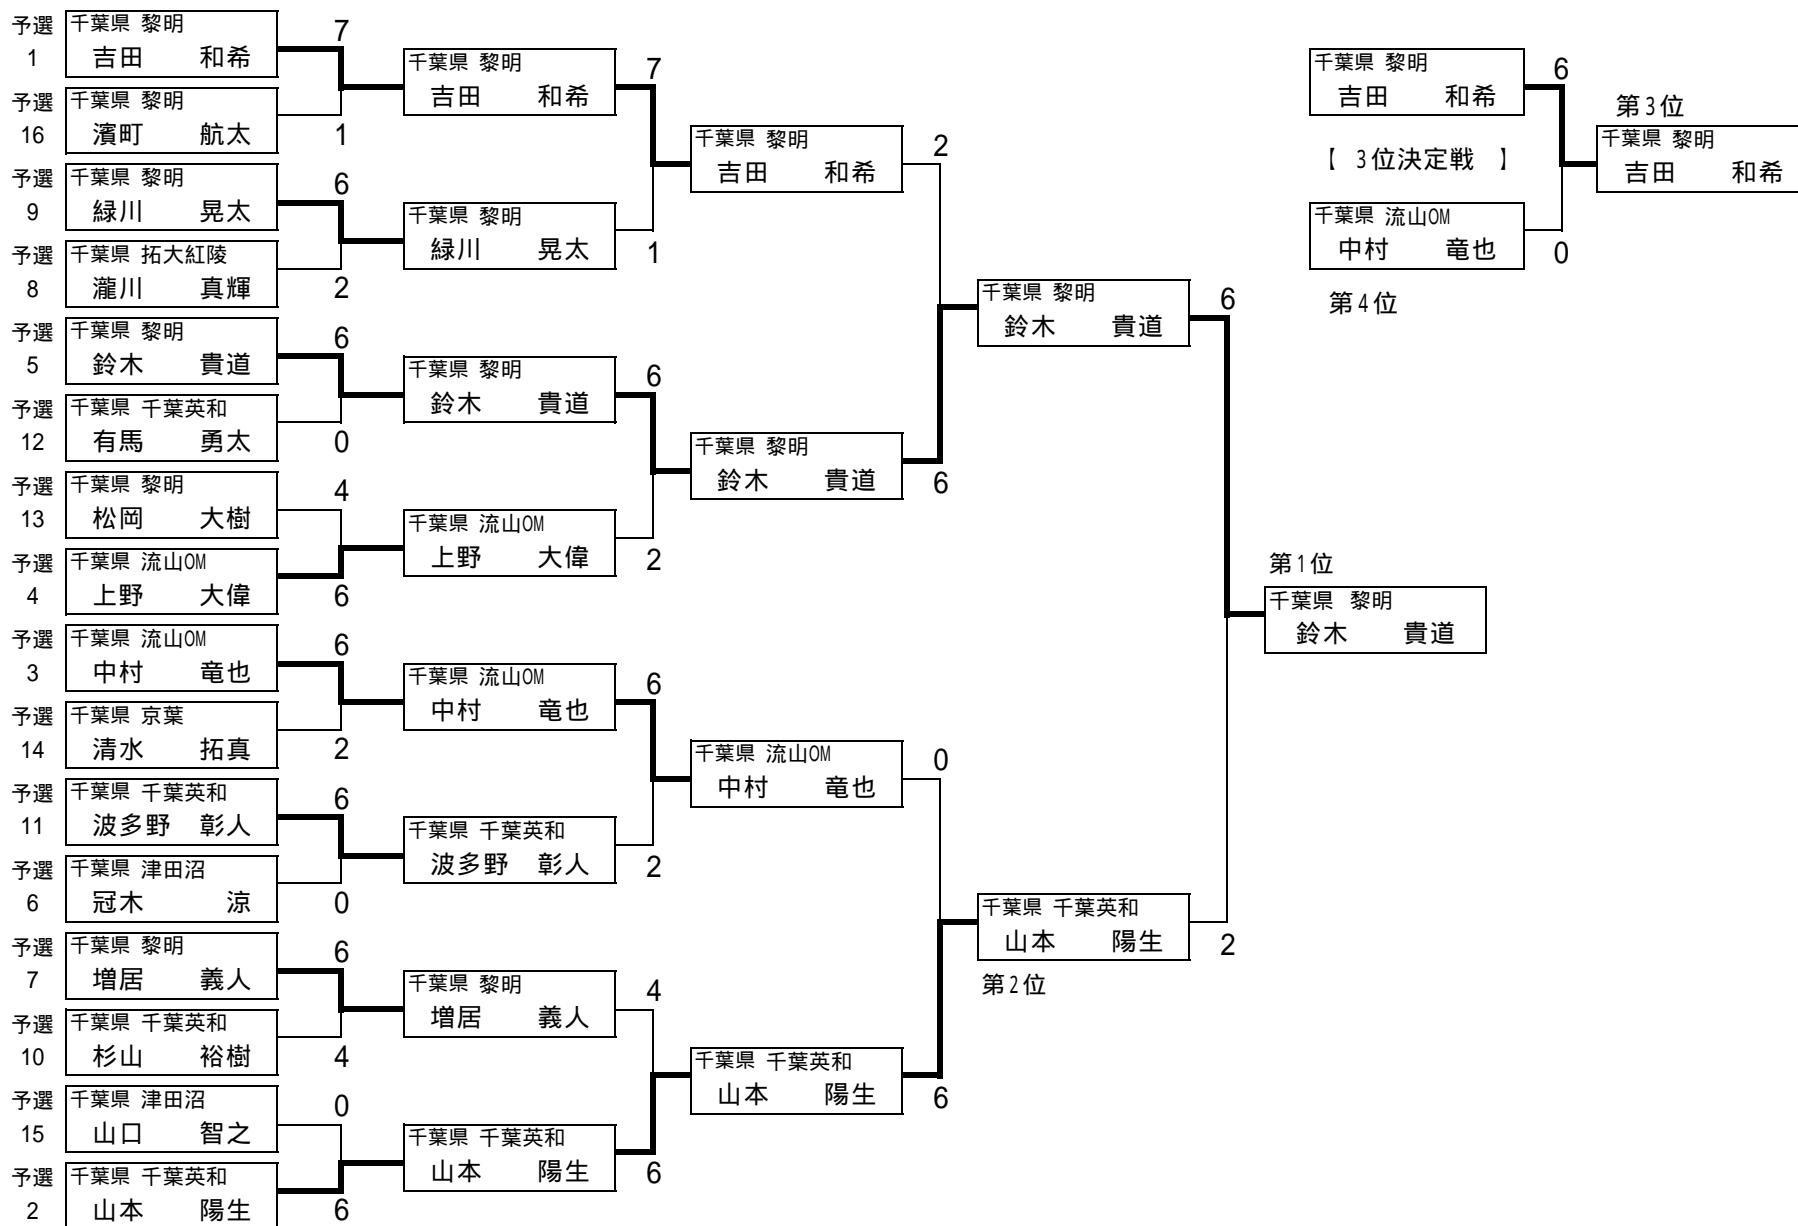 予選 1
千葉県 黎明
吉田 和希
7
予選 16
千葉県 黎明
濱町 航太
1
予選 9
千葉県 黎明
緑川 晃太
6
予選 8
千葉県 拓大紅陵
瀧川 真輝
2
予選 5
千葉県 黎明
鈴木 貴道
6
予選 12
千葉県 千葉英和
有馬 勇太
0
予選 13
千葉県 黎明
松岡 大樹
4
予選 4
千葉県 流山OM
上野 大偉
6
予選 3
千葉県 流山OM
中村 竜也
6
予選 14
千葉県 京葉
清水 拓真
2
予選 11
千葉県 千葉英和
波多野 彰人
6
予選 6
千葉県 津田沼
冠木 涼
0
予選 7
千葉県 黎明
増居 義人
6
予選 10
千葉県 千葉英和
杉山 裕樹
4
予選 15
千葉県 津田沼
山口 智之
0
予選 2
千葉県 千葉英和
山本 陽生
6
千葉県 黎明
吉田 和希
7
千葉県 黎明
緑川 晃太
1
千葉県 黎明
鈴木 貴道
6
千葉県 流山OM
上野 大偉
2
千葉県 流山OM
中村 竜也
6
千葉県 千葉英和
波多野 彰人
2
千葉県 黎明
増居 義人
4
千葉県 千葉英和
山本 陽生
6
千葉県 黎明
吉田 和希
2
千葉県 黎明
鈴木 貴道
6
千葉県 流山OM
中村 竜也
0
千葉県 千葉英和
山本 陽生
6
千葉県 黎明
鈴木 貴道
6
千葉県 千葉英和
山本 陽生
2
第2位
第1位
千葉県 黎明
鈴木 貴道
千葉県 黎明
吉田 和希
6
【 3位決定戦 】
千葉県 流山OM
中村 竜也
0
第4位
第3位
千葉県 黎明
吉田 和希